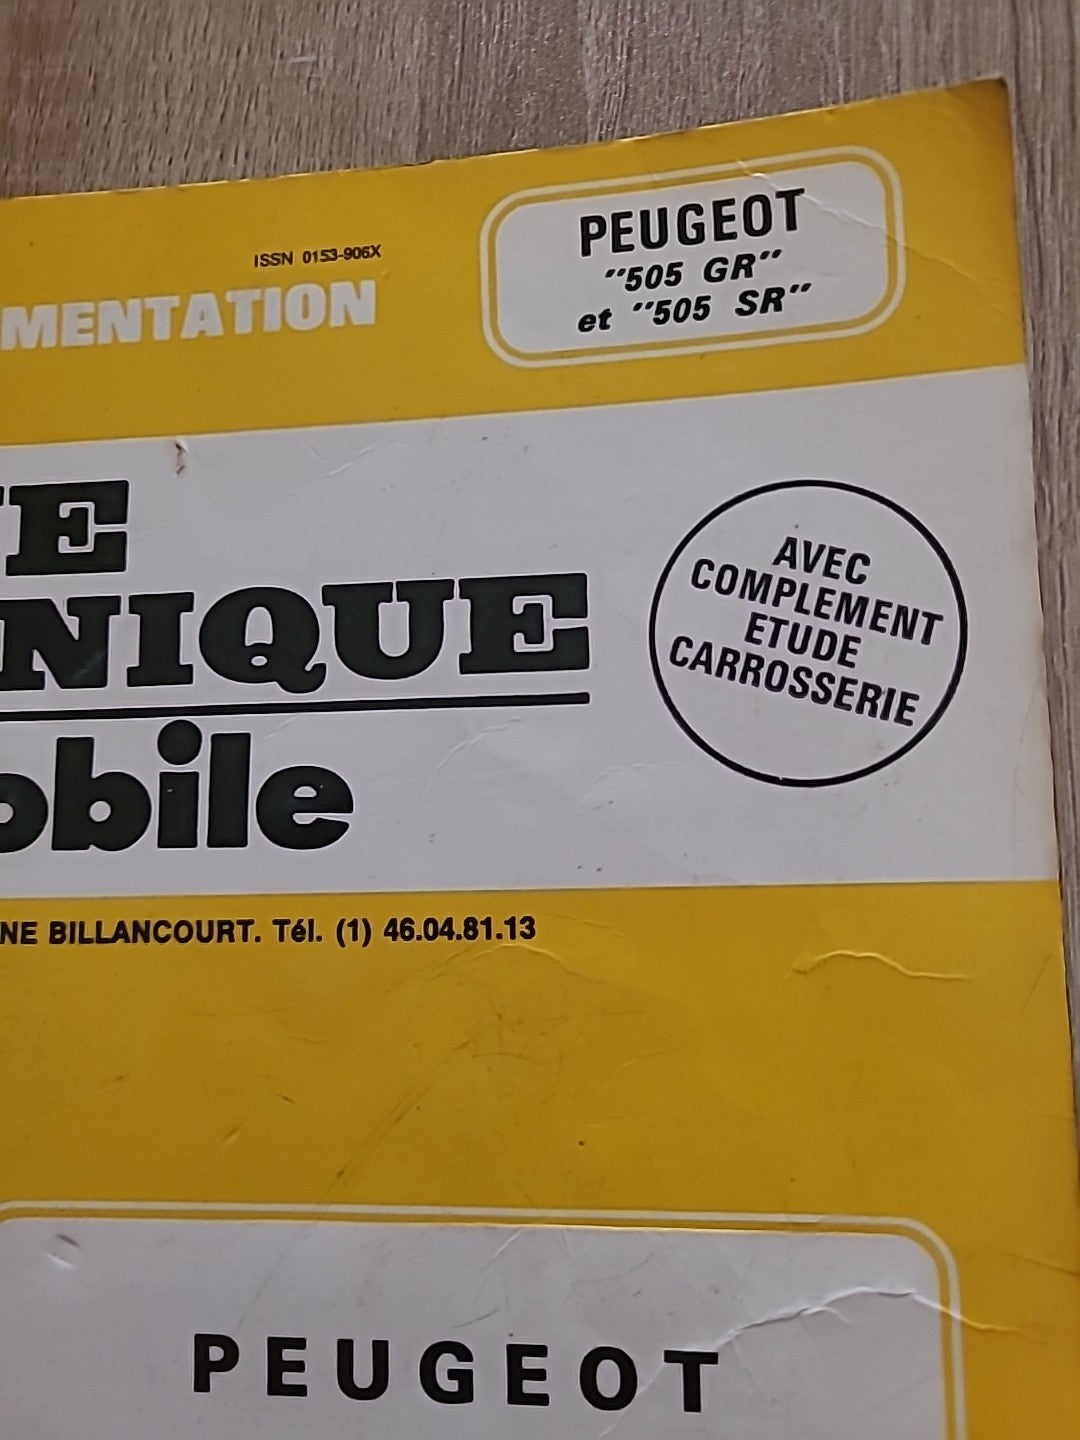 PEUGEOT
"505 GR"
et "505 SR"
ISSN 0153-906X
MENTATION
UE
NIQUE
obile
AVEC
COMPLEMENT
ETUDE
CARROSSERIE
NE BILLANCOURT. Tél. (1) 46.04.81.13
PEUGEOT